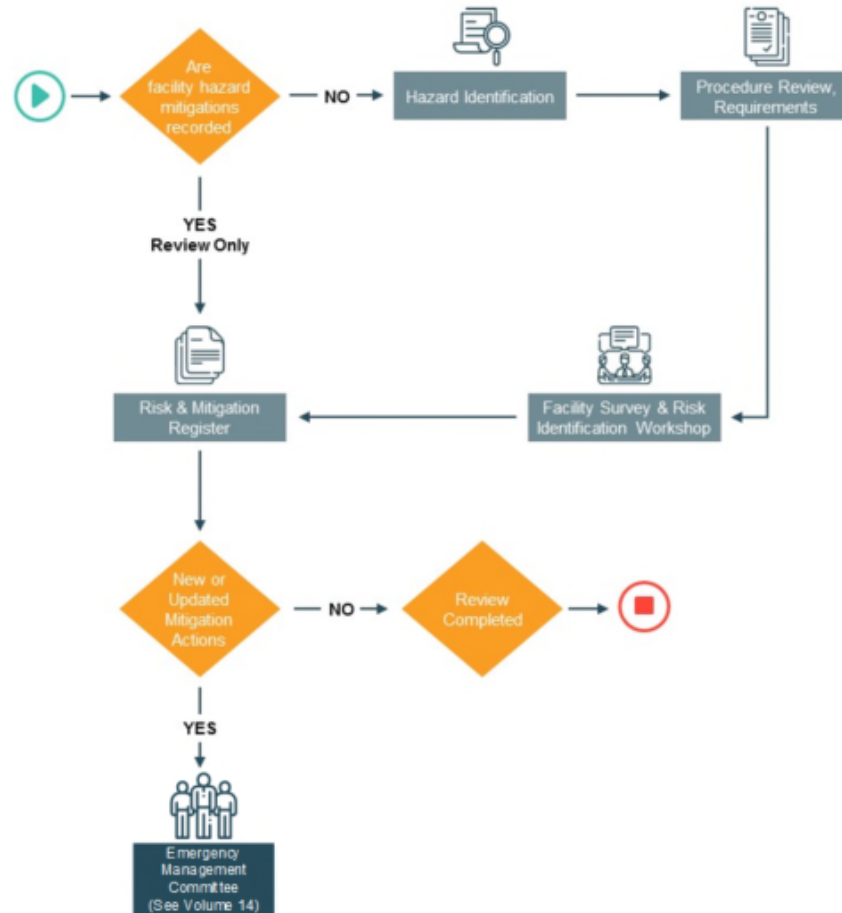 Are
facility hazard
mitigations
recorded
NO
Hazard Identification
Procedure Review,
Requirements
YES
Review Only
Risk & Mitigation
Register
Facility Survey & Risk
Identification Workshop
New or
Updated
Mitigation
Actions
NO
Review
Completed
YES
Emergency
Management
Committee
(See Volume 14)